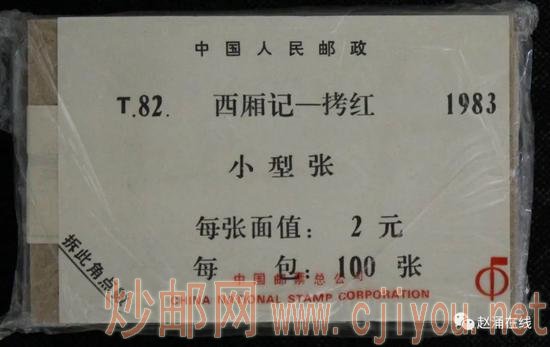 中国人民邮政
T.82. 西厢记—拷红 1983
小型张
每张面值：2元
每 包：100 张
拆此角点数
中国邮票总公司
CHINA NATIONAL STAMP CORPORATION
炒邮网 www.cjiyou.net
赵涌在线